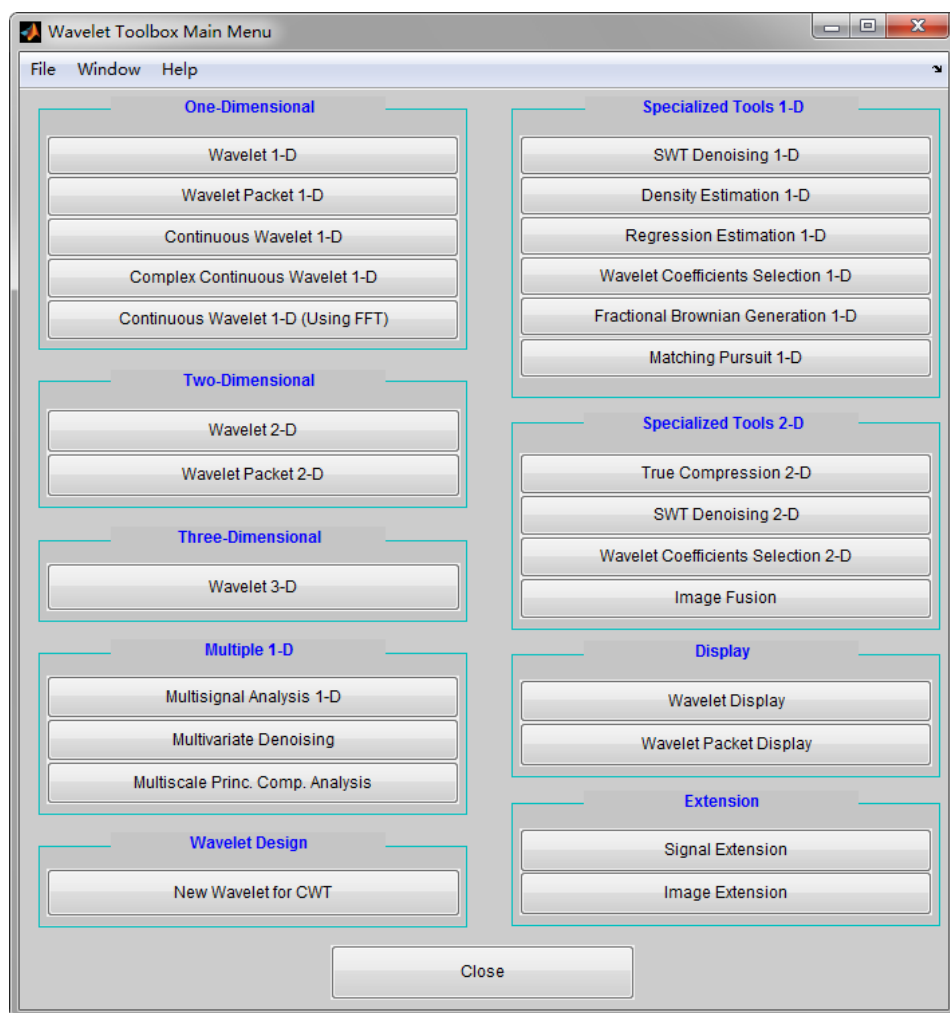 Wavelet Toolbox Main Menu
File Window Help
One-Dimensional
Wavelet 1-D
Wavelet Packet 1-D
Continuous Wavelet 1-D
Complex Continuous Wavelet 1-D
Continuous Wavelet 1-D (Using FFT)
Two-Dimensional
Wavelet 2-D
Wavelet Packet 2-D
Three-Dimensional
Wavelet 3-D
Multiple 1-D
Multisignal Analysis 1-D
Multivariate Denoising
Multiscale Princ. Comp. Analysis
Wavelet Design
New Wavelet for CWT
Specialized Tools 1-D
SWT Denoising 1-D
Density Estimation 1-D
Regression Estimation 1-D
Wavelet Coefficients Selection 1-D
Fractional Brownian Generation 1-D
Matching Pursuit 1-D
Specialized Tools 2-D
True Compression 2-D
SWT Denoising 2-D
Wavelet Coefficients Selection 2-D
Image Fusion
Display
Wavelet Display
Wavelet Packet Display
Extension
Signal Extension
Image Extension
Close